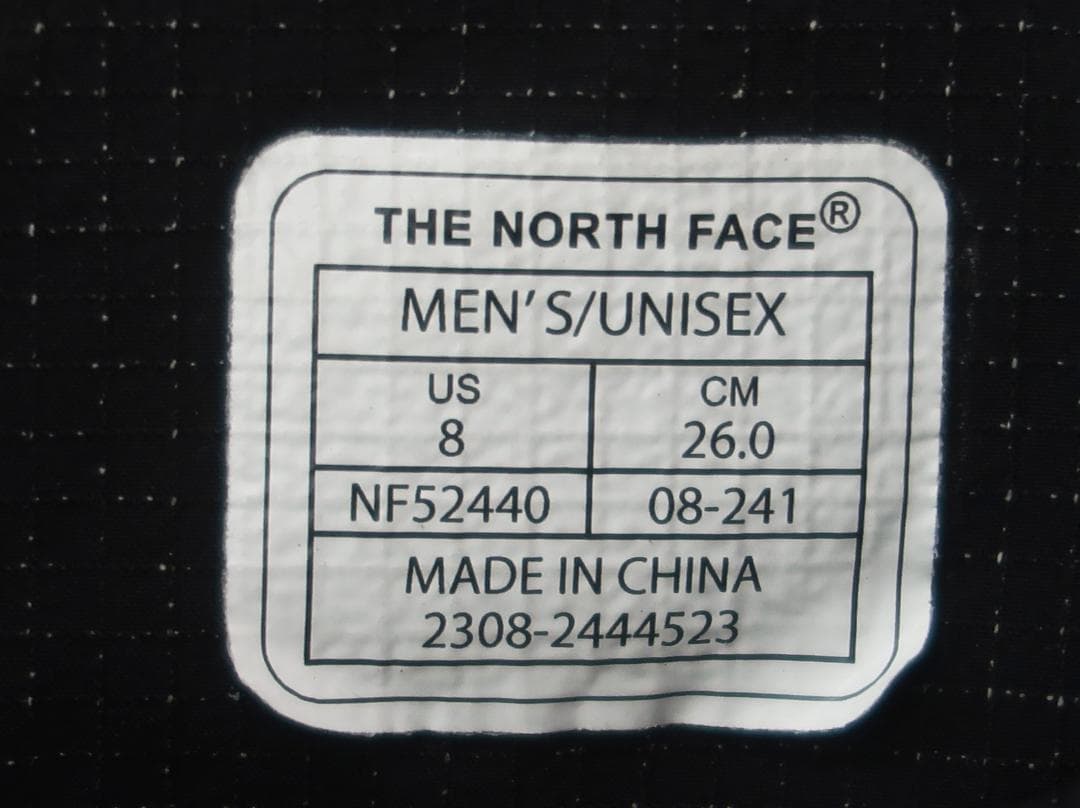 THE NORTH FACE®
MEN'S/UNISEX
US CM
8 26.0
NF52440 08-241
MADE IN CHINA
2308-2444523